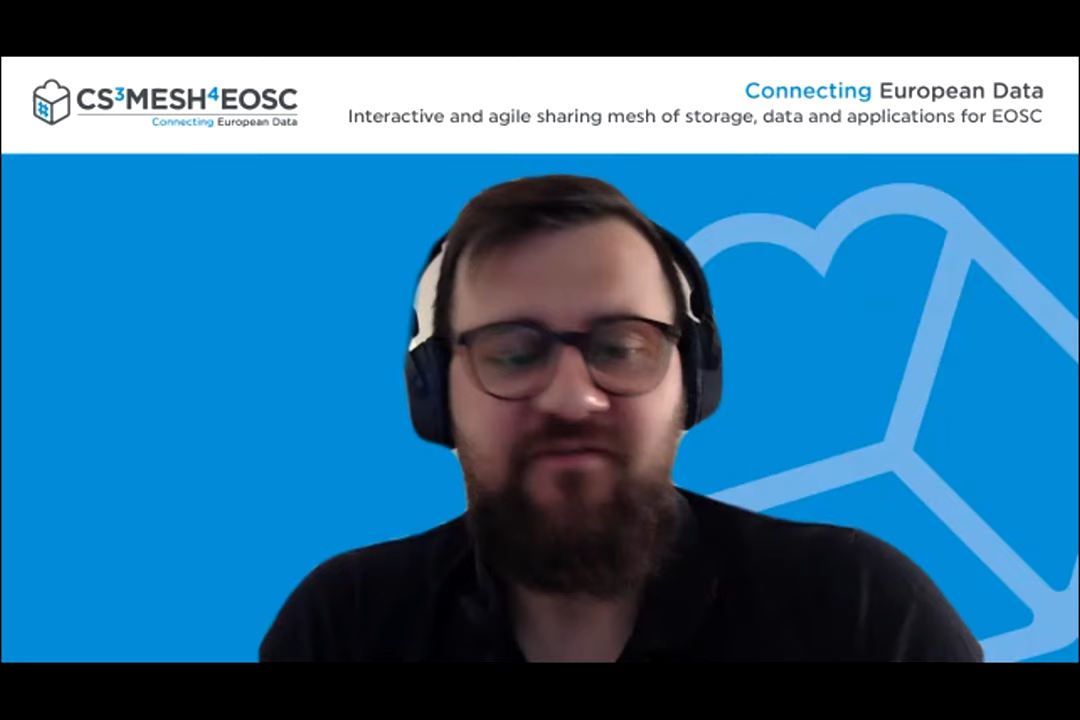 CS³MESH⁴EOSC
Connecting European Data
Connecting European Data
Interactive and agile sharing mesh of storage, data and applications for EOSC